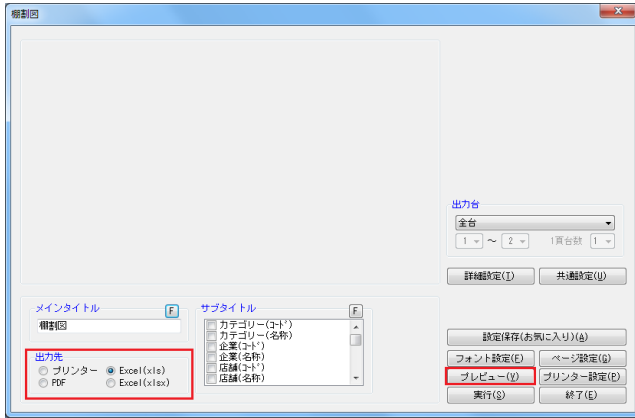 棚割図
出力台
全台
1 ～ 2 1頁台数 1
詳細設定(I) 共通設定(U)
メインタイトル F
棚割図
サブタイトル F
カテゴリー(コード)
カテゴリー(名称)
企業(コード)
企業(名称)
店舗(コード)
店舗(名称)
出力先
プリンター Excel(xls)
PDF Excel(xlsx)
設定保存(お気に入り)(A)
フォント設定(F) ページ設定(G)
プレビュー(V) プリンター設定(P)
実行(S) 終了(E)